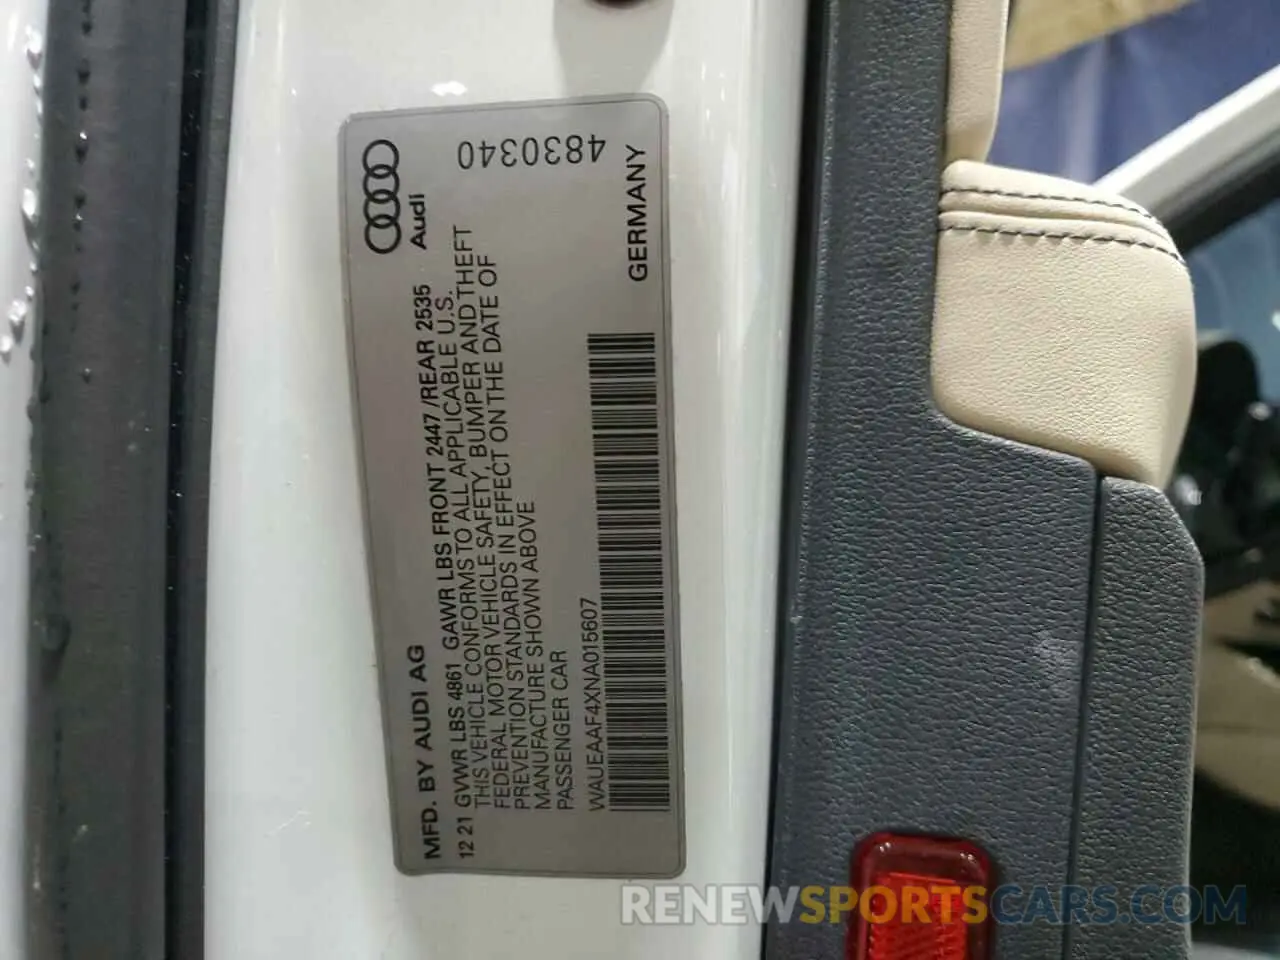 4830340
Audi
MFD. BY AUDI AG
12 21 GVWR LBS 4861 GAWR LBS FRONT 2447/REAR 2535
THIS VEHICLE CONFORMS TO ALL APPLICABLE U.S.
FEDERAL MOTOR VEHICLE SAFETY, BUMPER AND THEFT
PREVENTION STANDARDS IN EFFECT ON THE DATE OF
MANUFACTURE SHOWN ABOVE
PASSENGER CAR
WAUEAAF4XNA015607
GERMANY
RENEWSPORTSCARS.COM